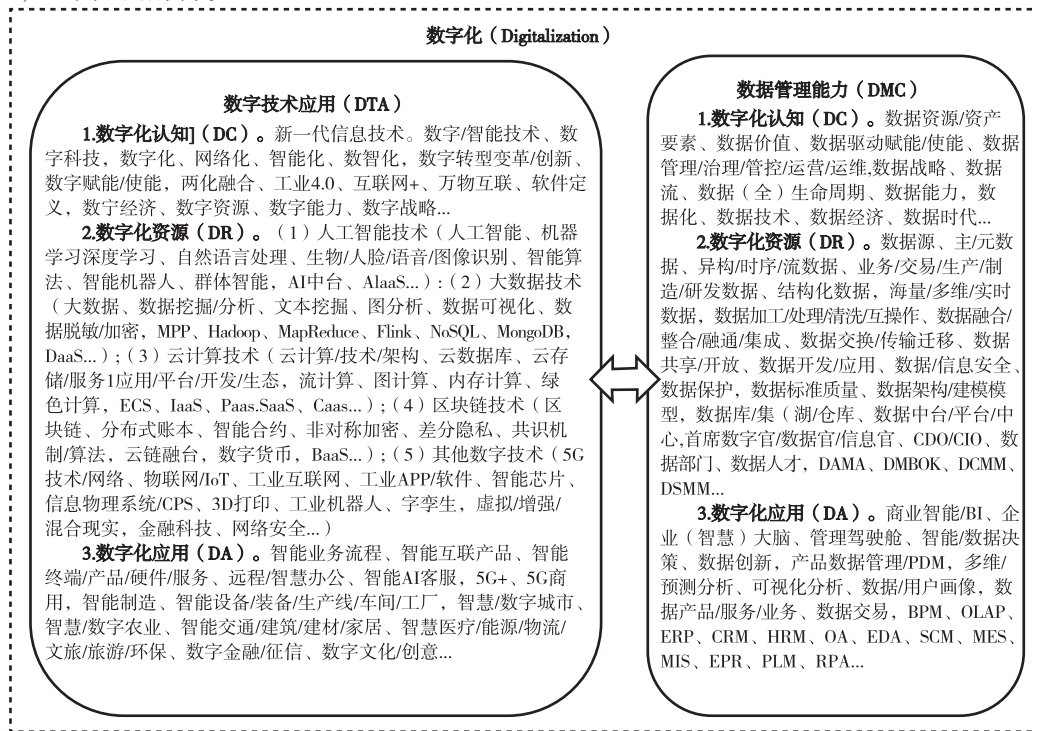 数字化（Digitalization）
数字技术应用（DTA）
1.数字化认知]（DC）。新一代信息技术。数字/智能技术、数
字科技，数字化、网络化、智能化、数智化，数字转型变革/创新、
数字赋能/使能，两化融合、工业4.0、互联网+、万物互联、软件定
义，数宁经济、数字资源、数字能力、数字战略...
2.数字化资源（DR）。（1）人工智能技术（人工智能、机器
学习深度学习、自然语言处理、生物/人脸/语音/图像识别、智能算
法、智能机器人、群体智能，AI中台、AlaaS...）:（2）大数据技术
（大数据、数据挖掘/分析、文本挖掘、图分析、数据可视化、数
据脱敏/加密，MPP、Hadoop、MapReduce、Flink、NoSQL、MongoDB，
DaaS...）;（3）云计算技术（云计算/技术/架构、云数据库、云存
储/服务1应用/平台/开发/生态，流计算、图计算、内存计算、绿
色计算，ECS、IaaS、Paas.SaaS、Caas...）;（4）区块链技术（区
块链、分布式账本、智能合约、非对称加密、差分隐私、共识机
制/算法，云链融台，数字货币，BaaS...）;（5）其他数字技术（5G
技术/网络、物联网/IoT、工业互联网、工业APP/软件、智能芯片、
信息物理系统/CPS、3D打印、工业机器人、字孪生，虚拟/增强/
混合现实，金融科技、网络安全...）
3.数字化应用（DA）。智能业务流程、智能互联产品、智能
终端/产品/硬件/服务、远程/智慧办公、智能AI客服，5G+、5G商
用，智能制造、智能设备/装备/生产线/车间/工厂，智慧/数字城市、
智慧/数字农业、智能交通/建筑/建材/家居、智慧医疗/能源/物流/
文旅/旅游/环保、数字金融/征信、数字文化/创意...
数据管理能力（DMC）
1.数字化认知（DC）。数据资源/资产
要素、数据价值、数据驱动赋能/使能、数据
管理/治理/管控/运营/运维,数据战略、数据
流、数据（全）生命周期、数据能力，数
据化、数据技术、数据经济、数据时代...
2.数字化资源（DR）。数据源、主/元数
据、异构/时序/流数据、业务/交易/生产/制
造/研发数据、结构化数据，海量/多维/实时
数据，数据加工/处理/清洗/互操作、数据融合/
整合/融通/集成、数据交换/传输迁移、数据
共享/开放、数据开发/应用、数据/信息安全、
数据保护，数据标准质量、数据架构/建模模
型，数据库/集（湖/仓库、数据中台/平台/中
心,首席数字官/数据官/信息官、CDO/CIO、数
据部门、数据人才，DAMA、DMBOK、DCMM、
DSMM...
3.数字化应用（DA）。商业智能/BI、企
业（智慧）大脑、管理驾驶舱、智能/数据决
策、数据创新，产品数据管理/PDM，多维/
预测分析、可视化分析、数据/用户画像，数
据产品/服务/业务、数据交易，BPM、OLAP、
ERP、CRM、HRM、OA、EDA、SCM、MES、
MIS、EPR、PLM、RPA...